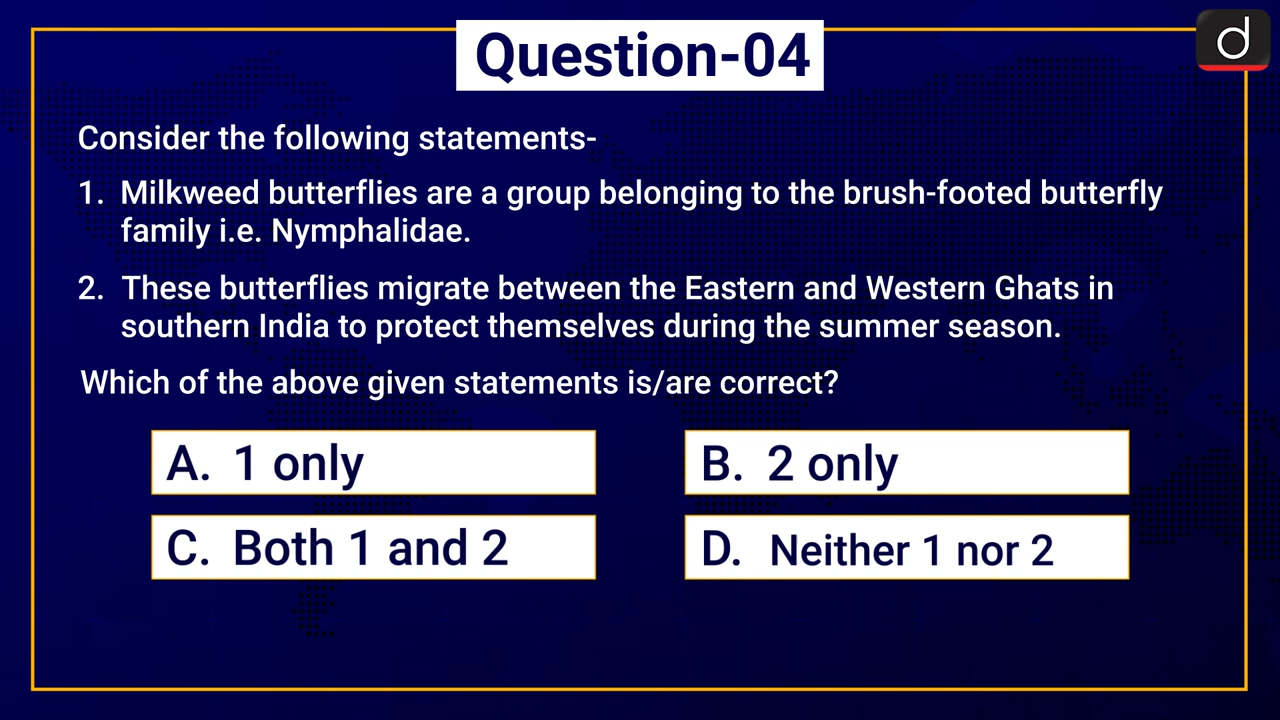 Question-04
d
Consider the following statements-
1. Milkweed butterflies are a group belonging to the brush-footed butterfly
family i.e. Nymphalidae.
2. These butterflies migrate between the Eastern and Western Ghats in
southern India to protect themselves during the summer season.
Which of the above given statements is/are correct?
A. 1 only
B. 2 only
C. Both 1 and 2
D. Neither 1 nor 2